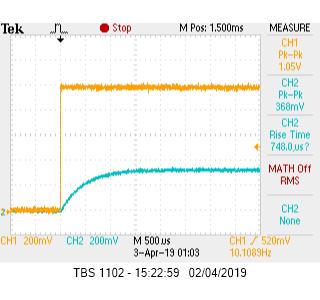 Tek Stop M Pos: 1.500ms MEASURE
CH1
Pk-Pk
1.05V
CH2
Pk-Pk
368mV
CH2
Rise Time
748.0us?
MATH Off
RMS
CH2
None
2
CH1 200mV CH2 200mV M 500us CH1 / 520mV
3-Apr-19 01:03 10.1089Hz
TBS 1102 - 15:22:59 02/04/2019